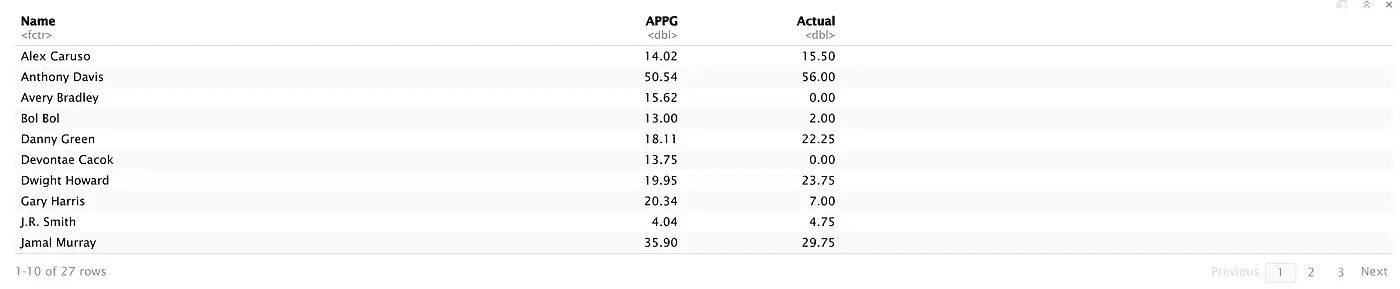 Name APPG Actual
<fctr> <dbl> <dbl>
Alex Caruso 14.02 15.50
Anthony Davis 50.54 56.00
Avery Bradley 15.62 0.00
Bol Bol 13.00 2.00
Danny Green 18.11 22.25
Devontae Cacok 13.75 0.00
Dwight Howard 19.95 23.75
Gary Harris 20.34 7.00
J.R. Smith 4.04 4.75
Jamal Murray 35.90 29.75
1-10 of 27 rows Previous 1 2 3 Next